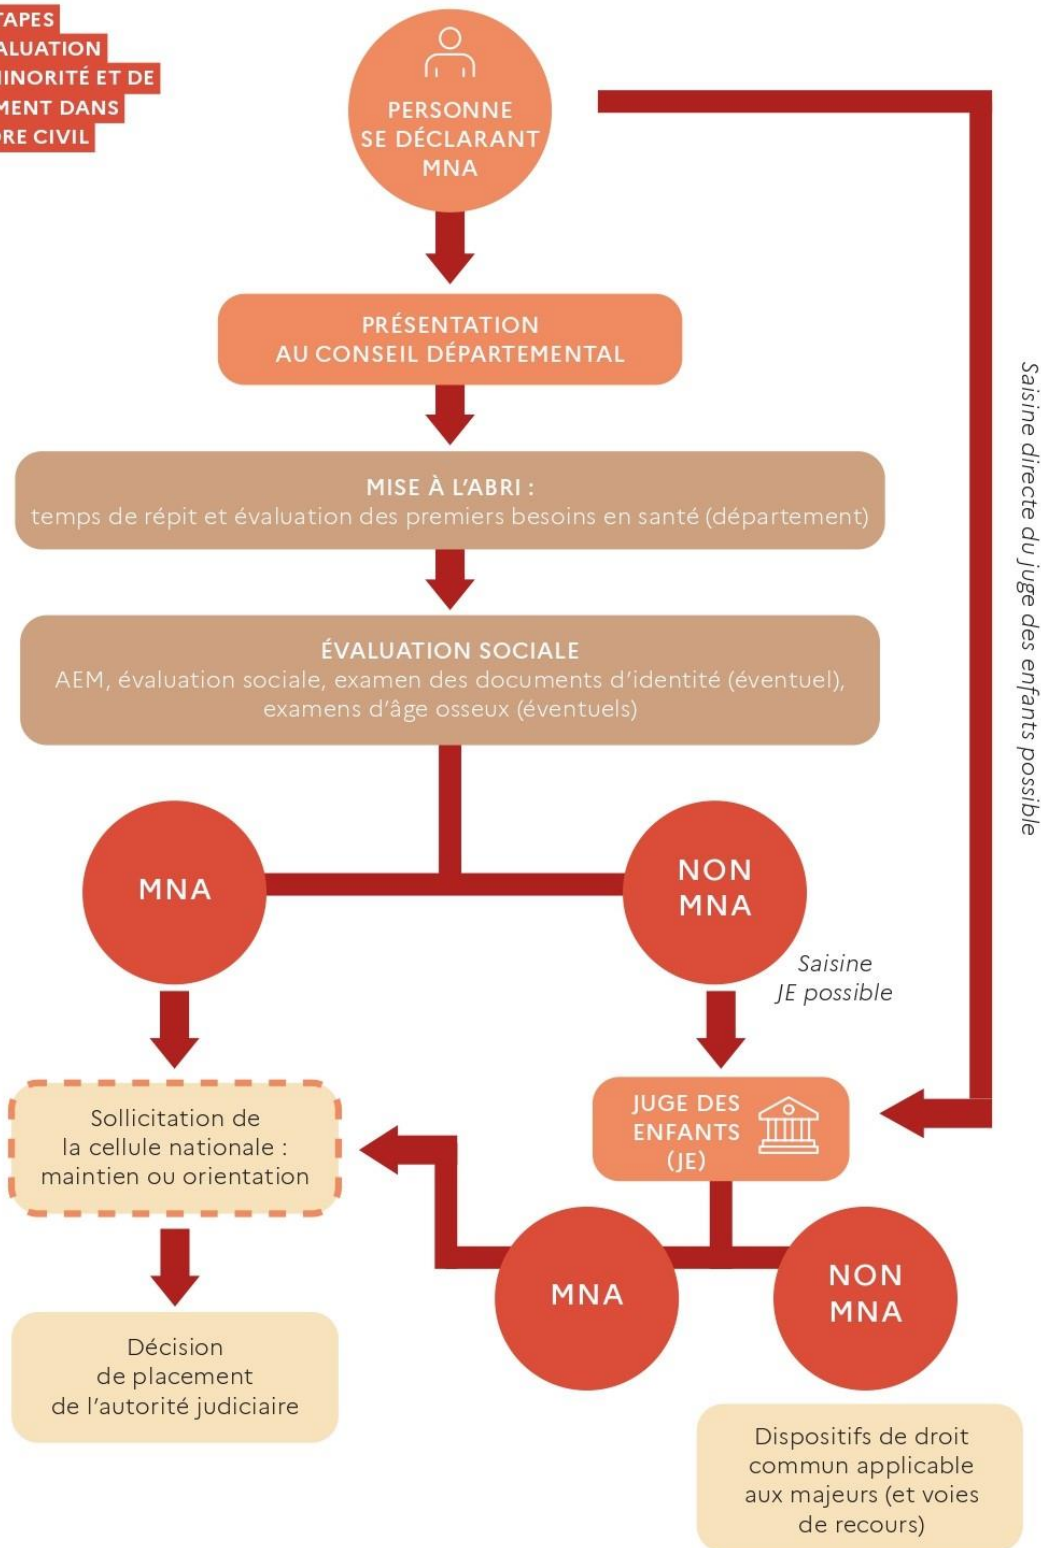 TAPES
ALUATION
MINORITÉ ET DE
MENT DANS
DRE CIVIL
PERSONNE
SE DÉCLARANT
MNA
PRÉSENTATION
AU CONSEIL DÉPARTEMENTAL
MISE À L'ABRI :
temps de répit et évaluation des premiers besoins en santé (département)
ÉVALUATION SOCIALE
AEM, évaluation sociale, examen des documents d'identité (éventuel),
examens d'âge osseux (éventuels)
Saisine directe du juge des enfants possible
MNA
NON
MNA
Saisine
JE possible
Sollicitation de
la cellule nationale :
maintien ou orientation
JUGE DES
ENFANTS
(JE)
MNA
NON
MNA
Décision
de placement
de l'autorité judiciaire
Dispositifs de droit
commun applicable
aux majeurs (et voies
de recours)